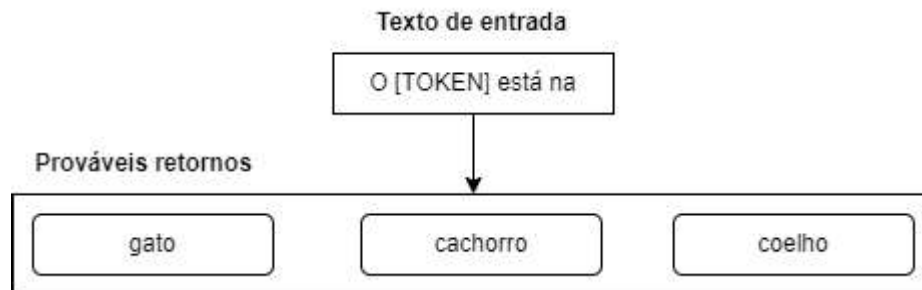 Texto de entrada
O [TOKEN] está na
Prováveis retornos
gato
cachorro
coelho